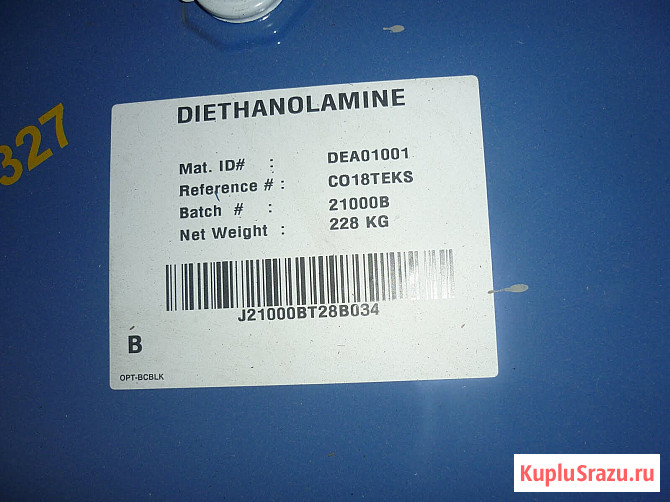 327
DIETHANOLAMINE
Mat. ID# : DEA01001
Reference # : CO18TEKS
Batch # : 21000B
Net Weight : 228 KG
J21000BT28B034
B
OPT-BCBLK
KupluSrazu.ru